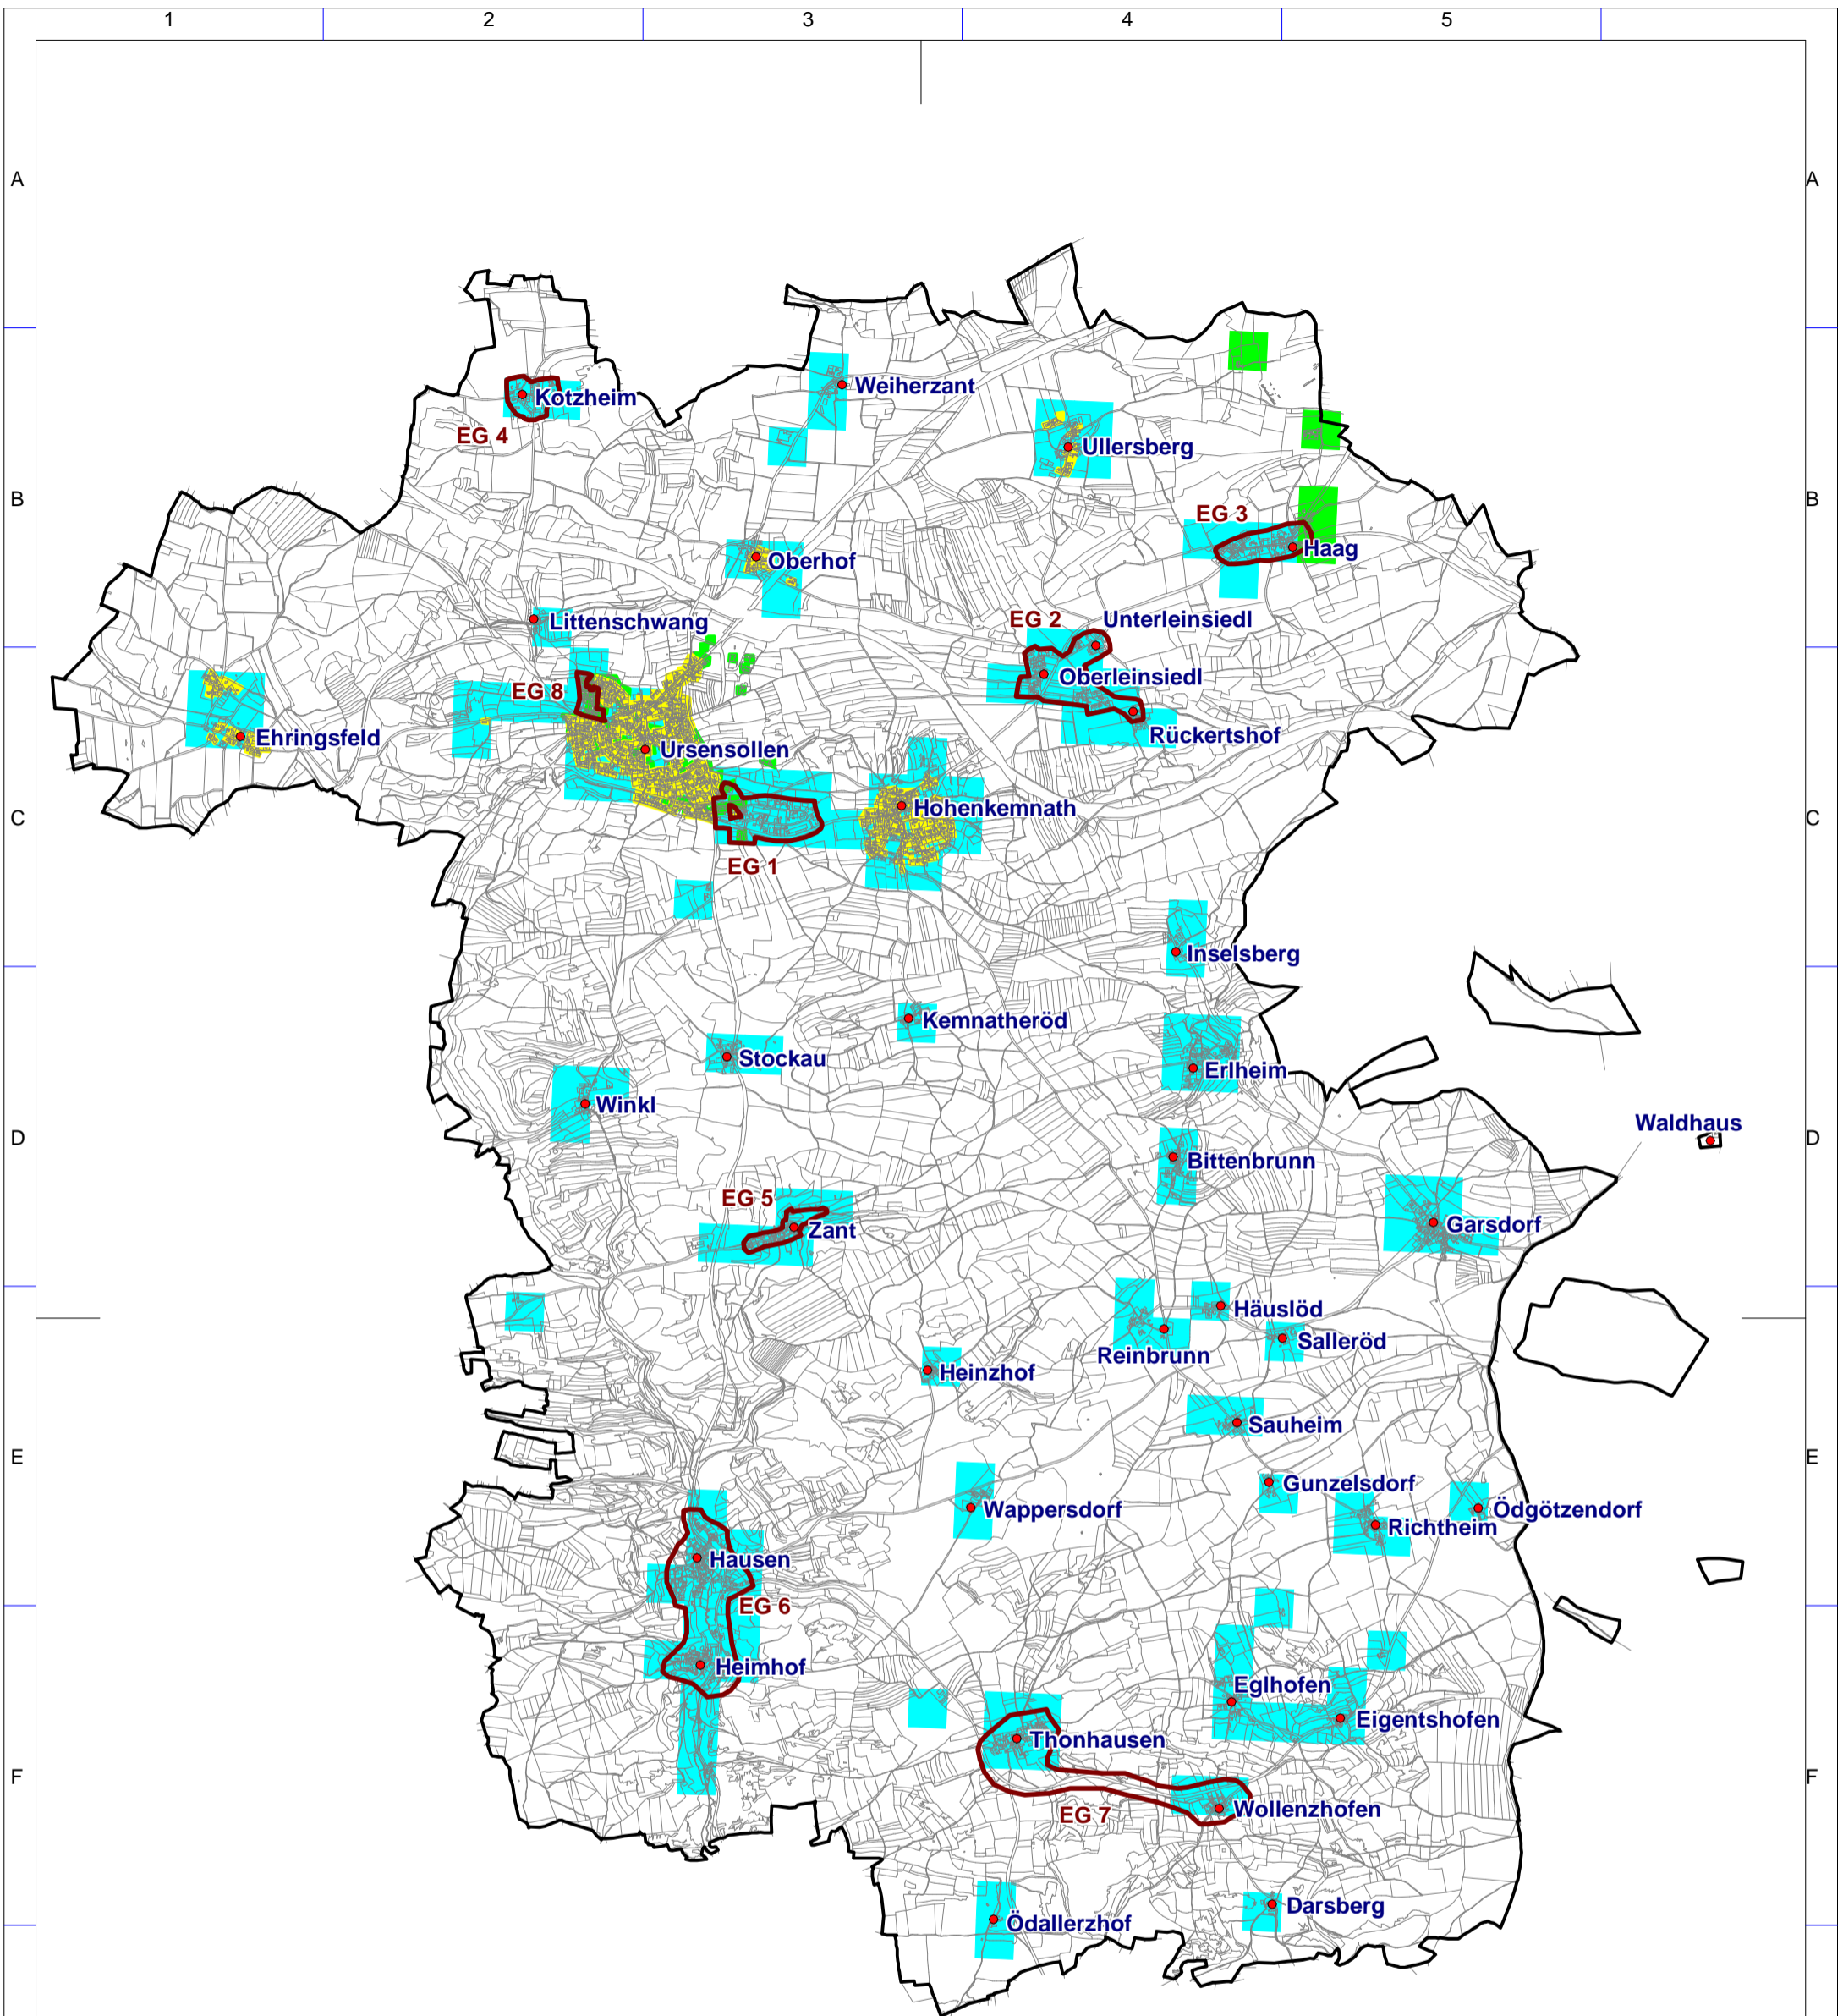 1 2 3 4 5
A A
Weiherzant
Kotzheim
EG 4
Ullersberg
B B
EG 3
Haag
Oberhof
EG 2
Unterleinsiedl
Littenschwang
Oberleinsiedl
EG 8
Rückertshof
Ehringsfeld
Ursensollen
Hohenkemnath
C C
EG 1
Inselsberg
Kemnatheröd
Stockau
Erlheim
Winkl
Waldhaus
D D
Bittenbrunn
EG 5
Zant
Garsdorf
Häuslöd
Salleröd
Reinbrunn
Heinzhof
Sauheim
E E
Gunzelsdorf
Wappersdorf
Ödgötzendorf
Richtheim
Hausen
EG 6
Heimhof
Eglhofen
Eigentshofen
Thonhausen
F F
Wollenzhofen
EG 7
Darsberg
Ödallerzhof